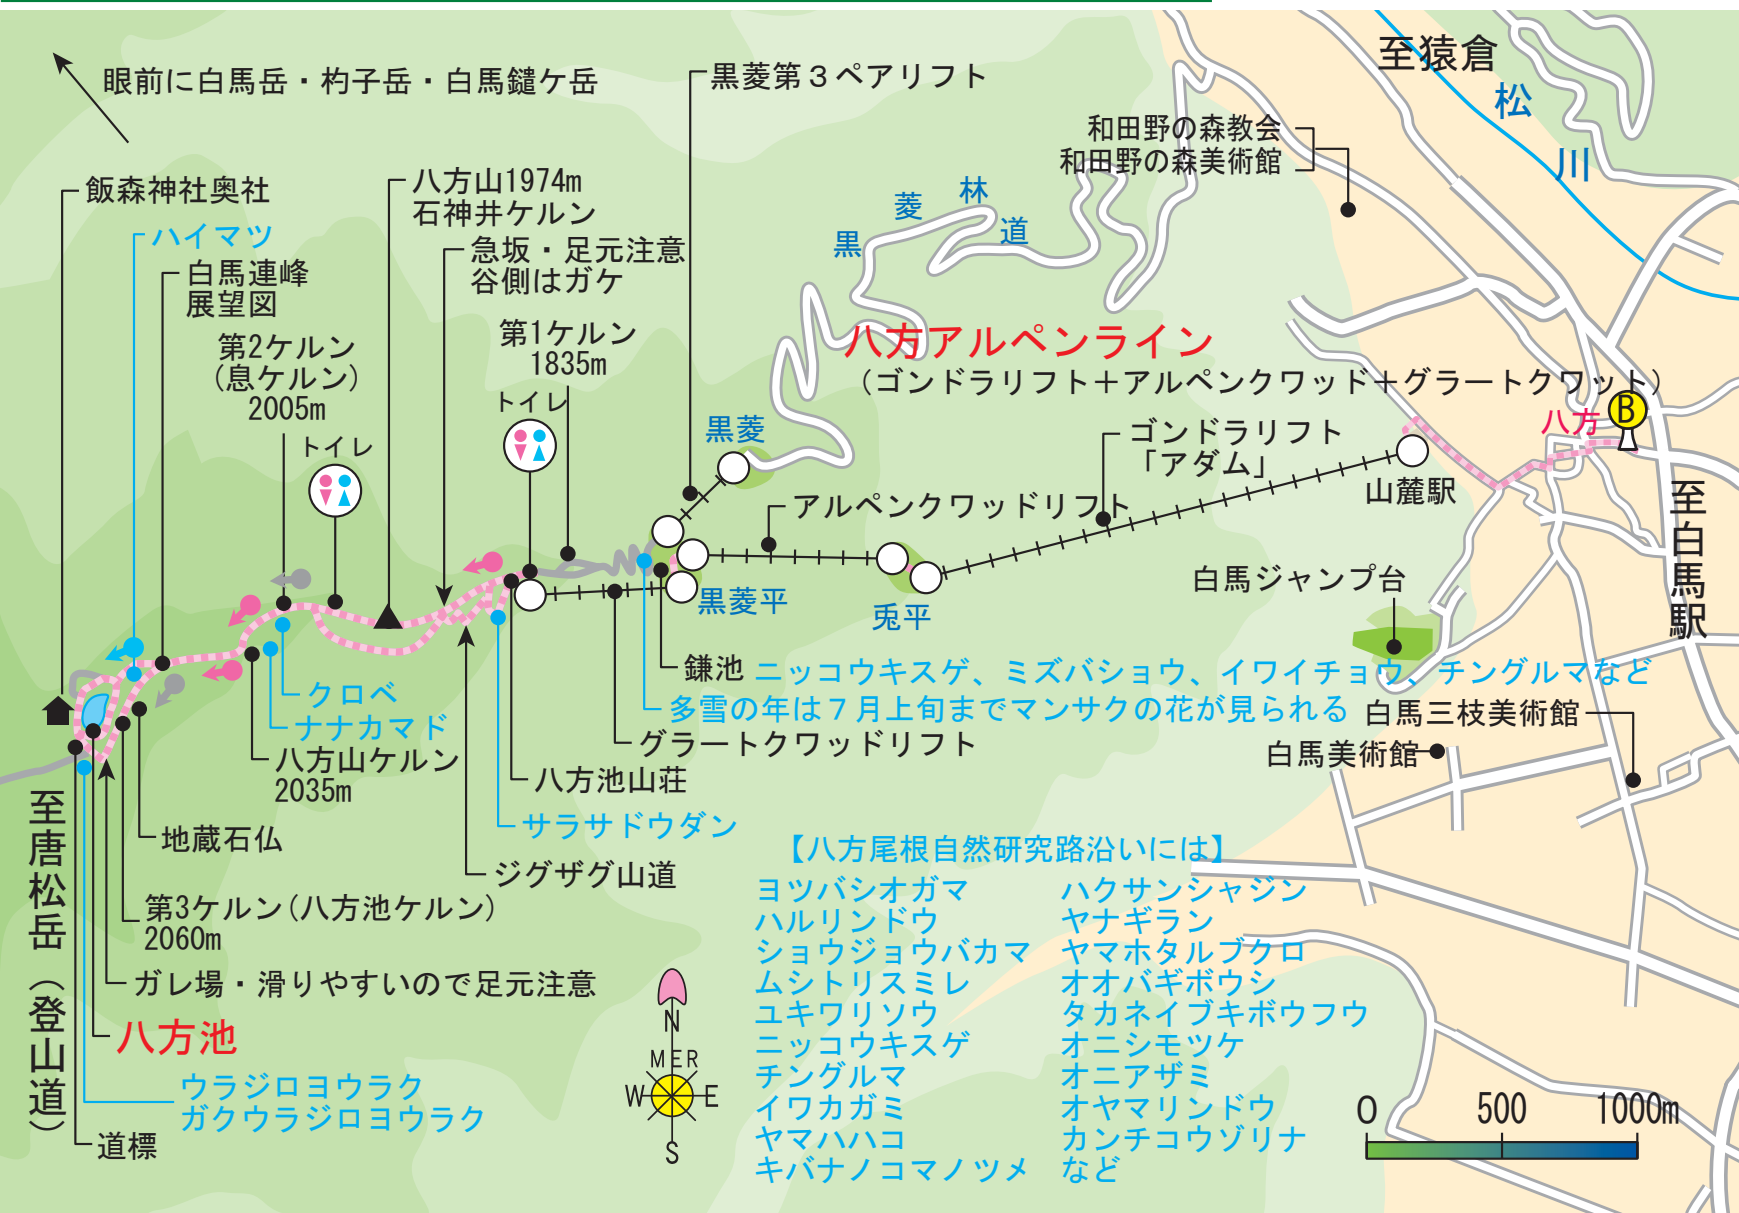 眼前に白馬岳・杓子岳・白馬鑓ケ岳
黒菱第３ペアリフト
至猿倉
松川
和田野の森教会
和田野の森美術館
飯森神社奥社
八方山1974m
石神井ケルン
黒菱林道
ハイマツ
急坂・足元注意
谷側はガケ
白馬連峰
展望図
第1ケルン
1835m
第2ケルン
(息ケルン)
2005m
八方アルペンライン
（ゴンドラリフト＋アルペンクワッド＋グラートクワット）
トイレ
トイレ
黒菱
八方
B
ゴンドラリフト
「アダム」
山麓駅
アルペンクワッドリフト
至白馬駅
白馬ジャンプ台
黒菱平
兎平
鎌池
ニッコウキスゲ、ミズバショウ、イワイチョウ、チングルマなど
多雪の年は７月上旬までマンサクの花が見られる
クロベ
ナナカマド
グラートクワッドリフト
白馬三枝美術館
白馬美術館
八方山ケルン
2035m
八方池山荘
サラサドウダン
地蔵石仏
ジグザグ山道
至唐松岳（登山道）
第3ケルン(八方池ケルン)
2060m
ガレ場・滑りやすいので足元注意
八方池
ウラジロヨウラク
ガクウラジロヨウラク
道標
【八方尾根自然研究路沿いには】
ヨツバシオガマ
ハルリンドウ
ショウジョウバカマ
ムシトリスミレ
ユキワリソウ
ニッコウキスゲ
チングルマ
イワカガミ
ヤマハハコ
キバナノコマノツメ
ハクサンシャジン
ヤナギラン
ヤマホタルブクロ
オオバギボウシ
タカネイブキボウフウ
オニシモツケ
オニアザミ
オヤマリンドウ
カンチコウゾリナ
など
N
MER
W E
S
0 500 1000m